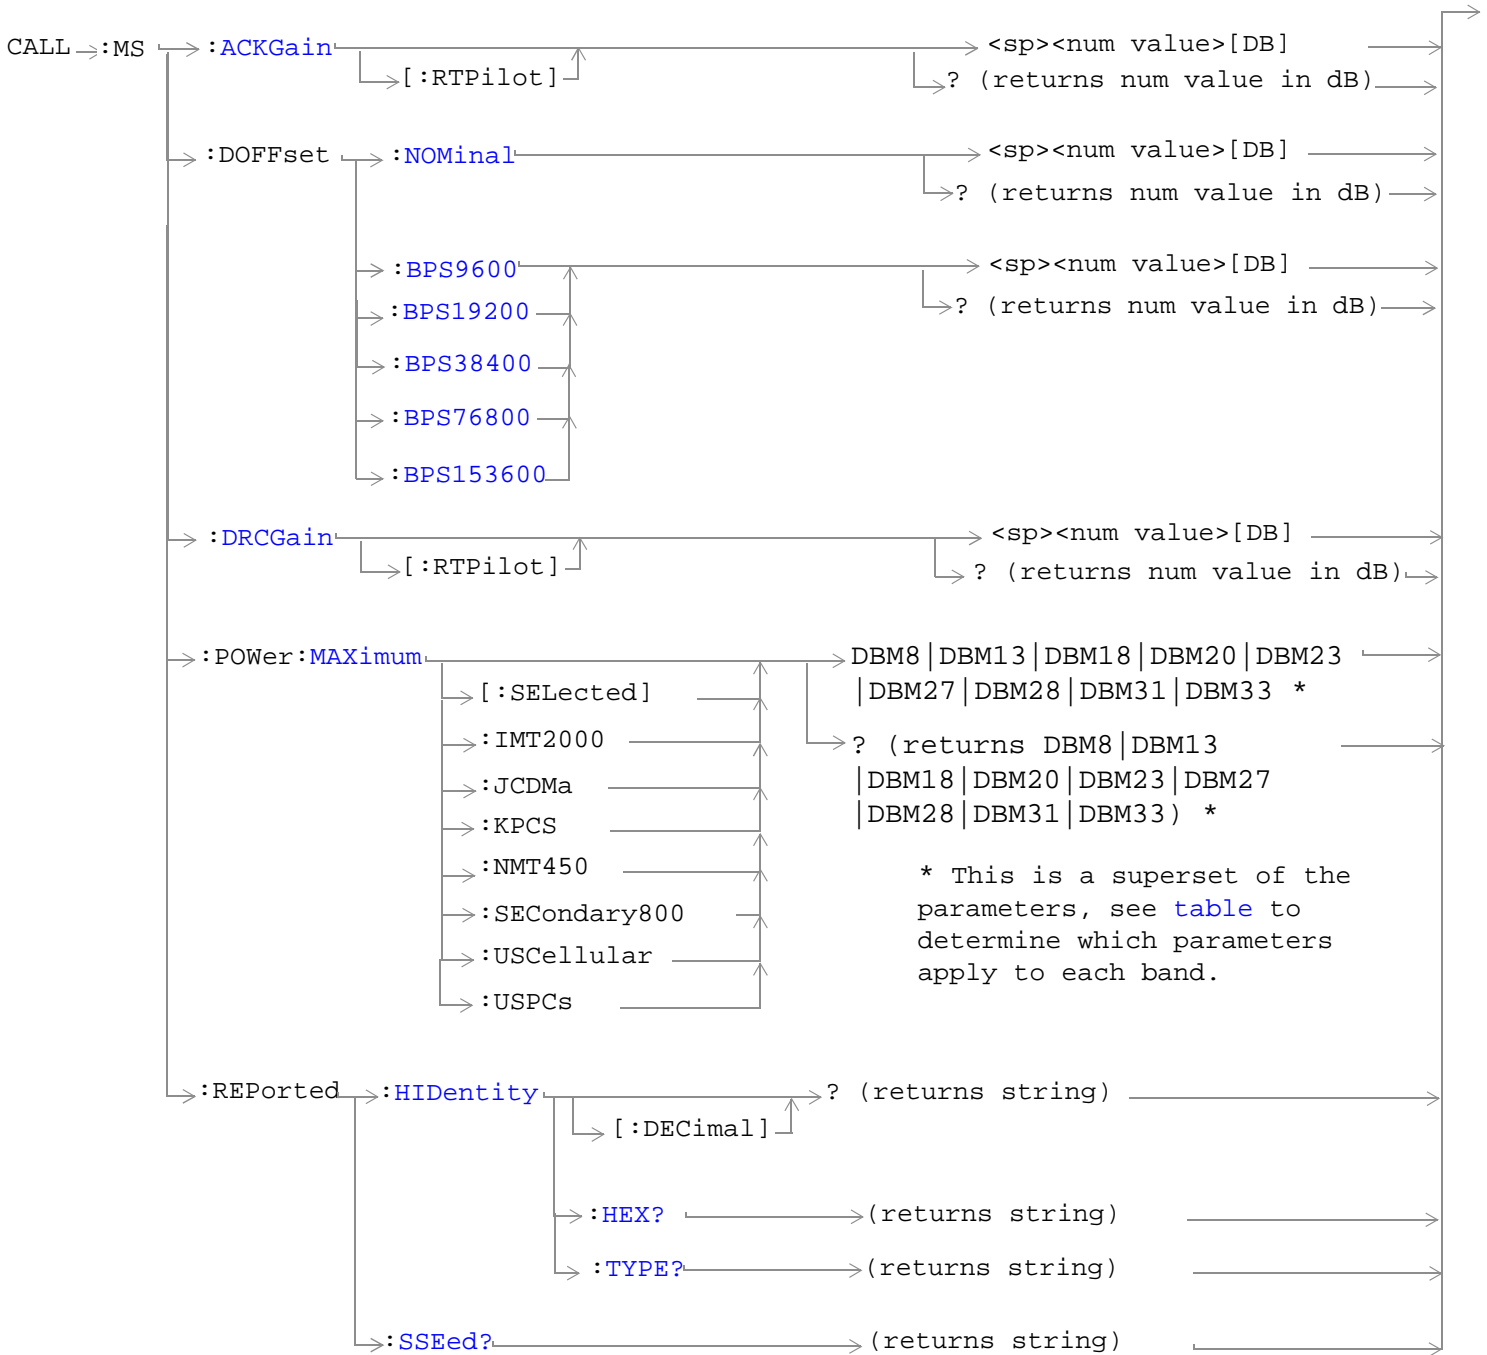 CALL :MS :ACKGain <sp><num value>[DB]
[:RTPilot] ? (returns num value in dB)
:DOFFset :NOMinal <sp><num value>[DB]
? (returns num value in dB)
:BPS9600 <sp><num value>[DB]
:BPS19200 ? (returns num value in dB)
:BPS38400
:BPS76800
:BPS153600
:DRCGain <sp><num value>[DB]
[:RTPilot] ? (returns num value in dB)
:POWer:MAXimum DBM8|DBM13|DBM18|DBM20|DBM23
[:SELected] |DBM27|DBM28|DBM31|DBM33 *
:IMT2000 ? (returns DBM8|DBM13
:JCDMa |DBM18|DBM20|DBM23|DBM27
:KPCS |DBM28|DBM31|DBM33) *
:NMT450 * This is a superset of the
:SECondary800 parameters, see table to
determine which parameters
:USCellular apply to each band.
:USPCs
:REPorted :HIDentity ? (returns string)
[:DECimal]
:HEX? (returns string)
:TYPE? (returns string)
:SSEed? (returns string)